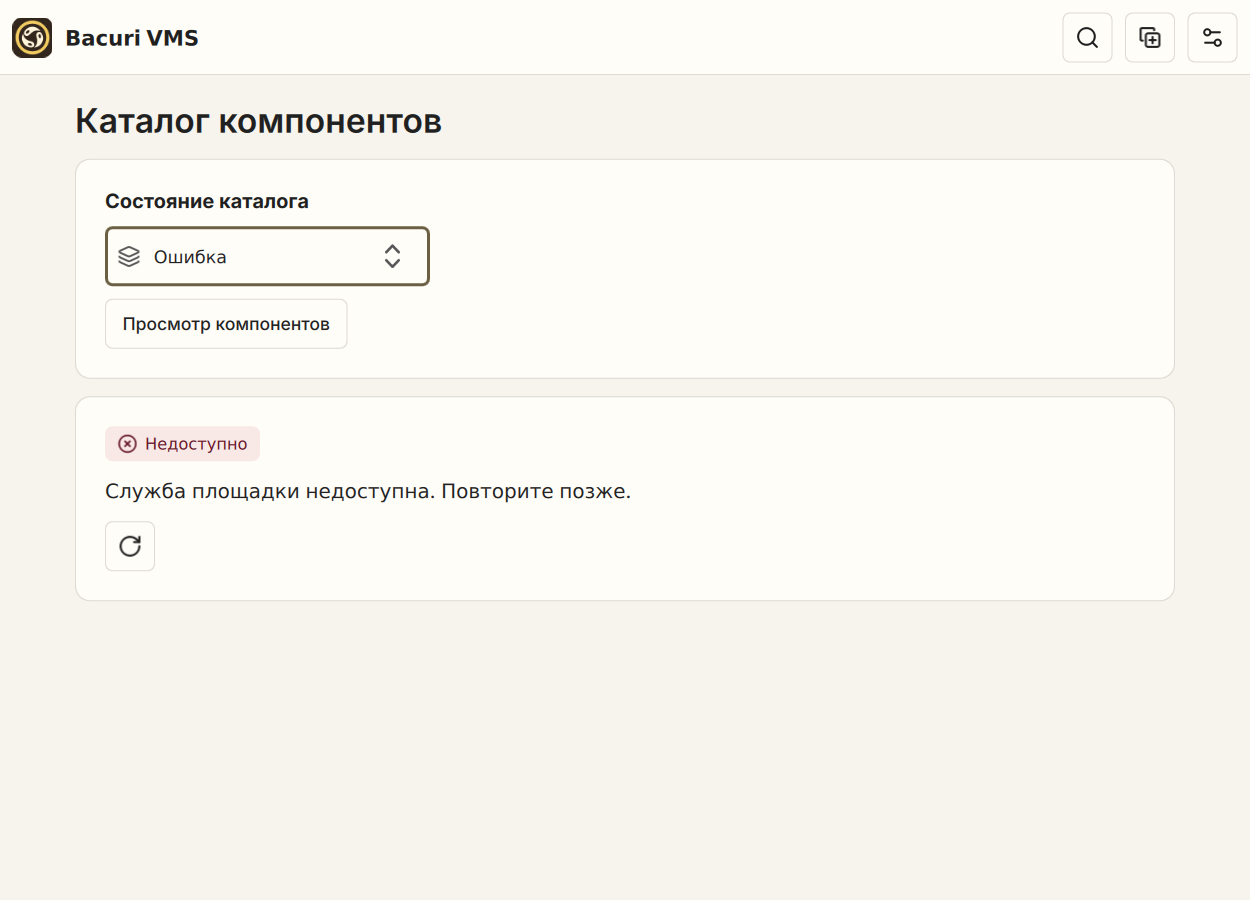 Bacuri VMS
Каталог компонентов
Состояние каталога
Ошибка
Просмотр компонентов
Недоступно
Служба площадки недоступна. Повторите позже.